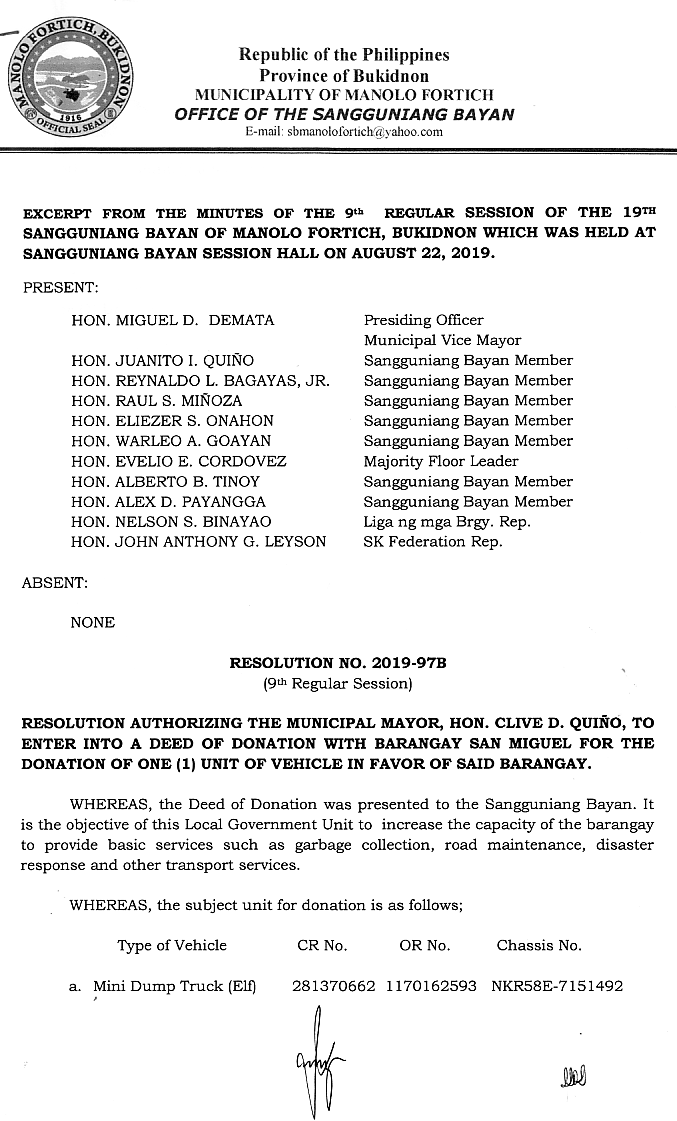 MANOLO FORTICH, BUKIDNON
1916
OFFICIAL SEAL
Republic of the Philippines
Province of Bukidnon
MUNICIPALITY OF MANOLO FORTICH
OFFICE OF THE SANGGUNIANG BAYAN
E-mail: sbmanolofortich@yahoo.com
EXCERPT FROM THE MINUTES OF THE 9th REGULAR SESSION OF THE 19TH
SANGGUNIANG BAYAN OF MANOLO FORTICH, BUKIDNON WHICH WAS HELD AT
SANGGUNIANG BAYAN SESSION HALL ON AUGUST 22, 2019.
PRESENT:
HON. MIGUEL D. DEMATA Presiding Officer
Municipal Vice Mayor
HON. JUANITO I. QUIÑO Sangguniang Bayan Member
HON. REYNALDO L. BAGAYAS, JR. Sangguniang Bayan Member
HON. RAUL S. MIÑOZA Sangguniang Bayan Member
HON. ELIEZER S. ONAHON Sangguniang Bayan Member
HON. WARLEO A. GOAYAN Sangguniang Bayan Member
HON. EVELIO E. CORDOVEZ Majority Floor Leader
HON. ALBERTO B. TINOY Sangguniang Bayan Member
HON. ALEX D. PAYANGGA Sangguniang Bayan Member
HON. NELSON S. BINAYAO Liga ng mga Brgy. Rep.
HON. JOHN ANTHONY G. LEYSON SK Federation Rep.
ABSENT:
NONE
RESOLUTION NO. 2019-97B
(9th Regular Session)
RESOLUTION AUTHORIZING THE MUNICIPAL MAYOR, HON. CLIVE D. QUIÑO, TO
ENTER INTO A DEED OF DONATION WITH BARANGAY SAN MIGUEL FOR THE
DONATION OF ONE (1) UNIT OF VEHICLE IN FAVOR OF SAID BARANGAY.
WHEREAS, the Deed of Donation was presented to the Sangguniang Bayan. It
is the objective of this Local Government Unit to increase the capacity of the barangay
to provide basic services such as garbage collection, road maintenance, disaster
response and other transport services.
WHEREAS, the subject unit for donation is as follows;
Type of Vehicle CR No. OR No. Chassis No.
a. Mini Dump Truck (Elf) 281370662 1170162593 NKR58E-7151492